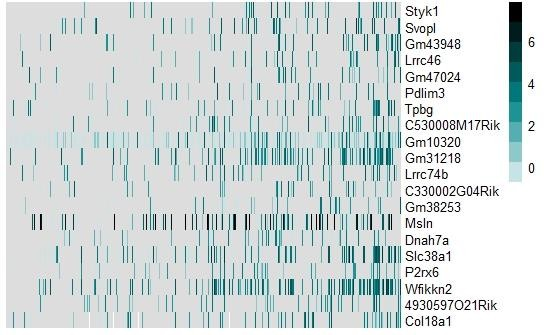 Styk1
Svopl
Gm43948
Lrrc46
Gm47024
Pdlim3
Tpbg
C530008M17Rik
Gm10320
Gm31218
Lrrc74b
C330002G04Rik
Gm38253
Msln
Dnah7a
Slc38a1
P2rx6
Wfikkn2
4930597O21Rik
Col18a1
6
4
2
0